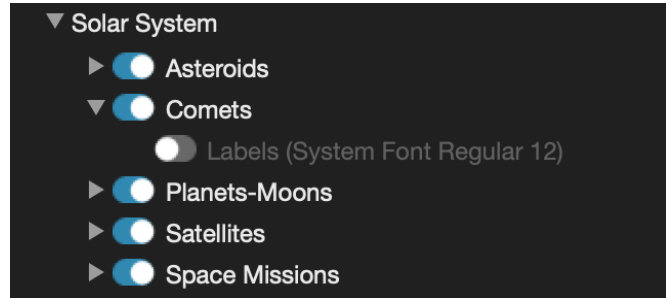 Solar System
Asteroids
Comets
Labels (System Font Regular 12)
Planets-Moons
Satellites
Space Missions